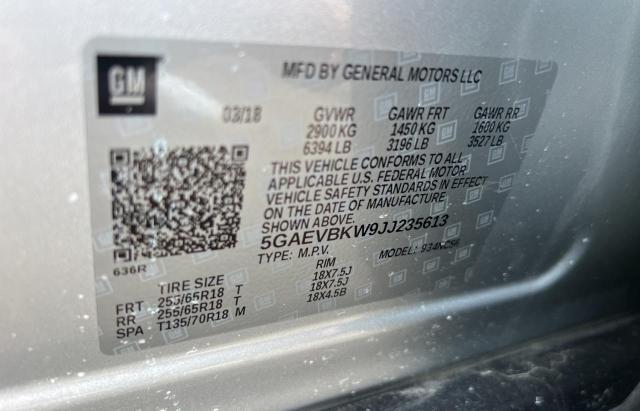 GM
MFD BY GENERAL MOTORS LLC
03/18 GVWR GAWR FRT GAWR RR
2900 KG 1450 KG 1600 KG
6394 LB 3196 LB 3527 LB
THIS VEHICLE CONFORMS TO ALL
APPLICABLE U.S. FEDERAL MOTOR
VEHICLE SAFETY STANDARDS IN EFFECT
ON THE DATE OF MANUFACTURE
SHOWN ABOVE.
5GAEVBKW9JJ235613
TYPE: M.P.V. MODEL:
636R
TIRE SIZE RIM
FRT 255/65R18 T 18X7.5J
RR 255/65R18 T 18X7.5J
SPA T135/70R18 M 18X4.5B